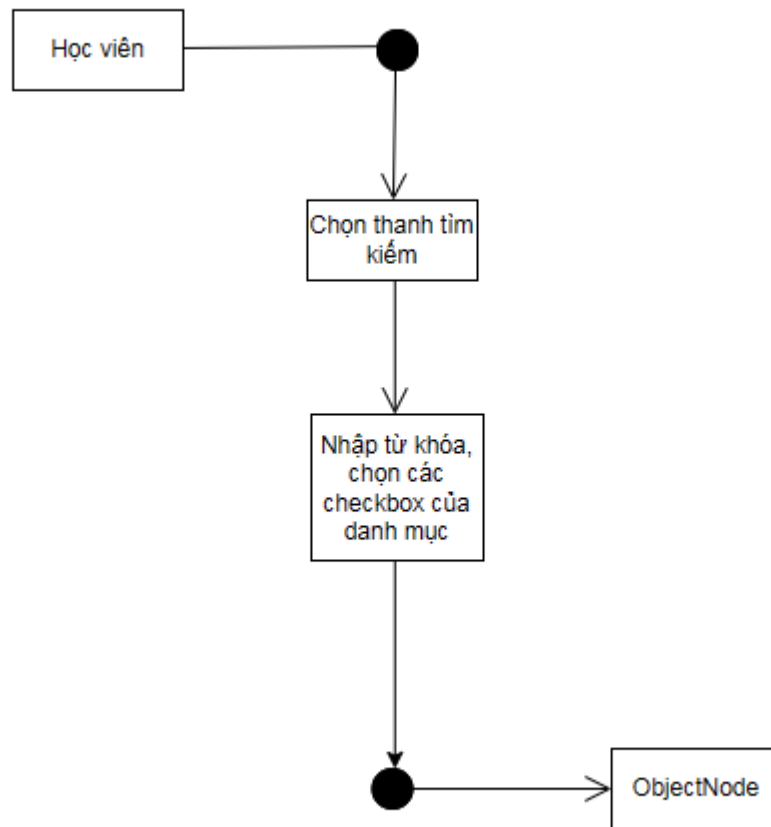 Học viên
Chọn thanh tìm
kiếm
Nhập từ khóa,
chọn các
checkbox của
danh mục
ObjectNode